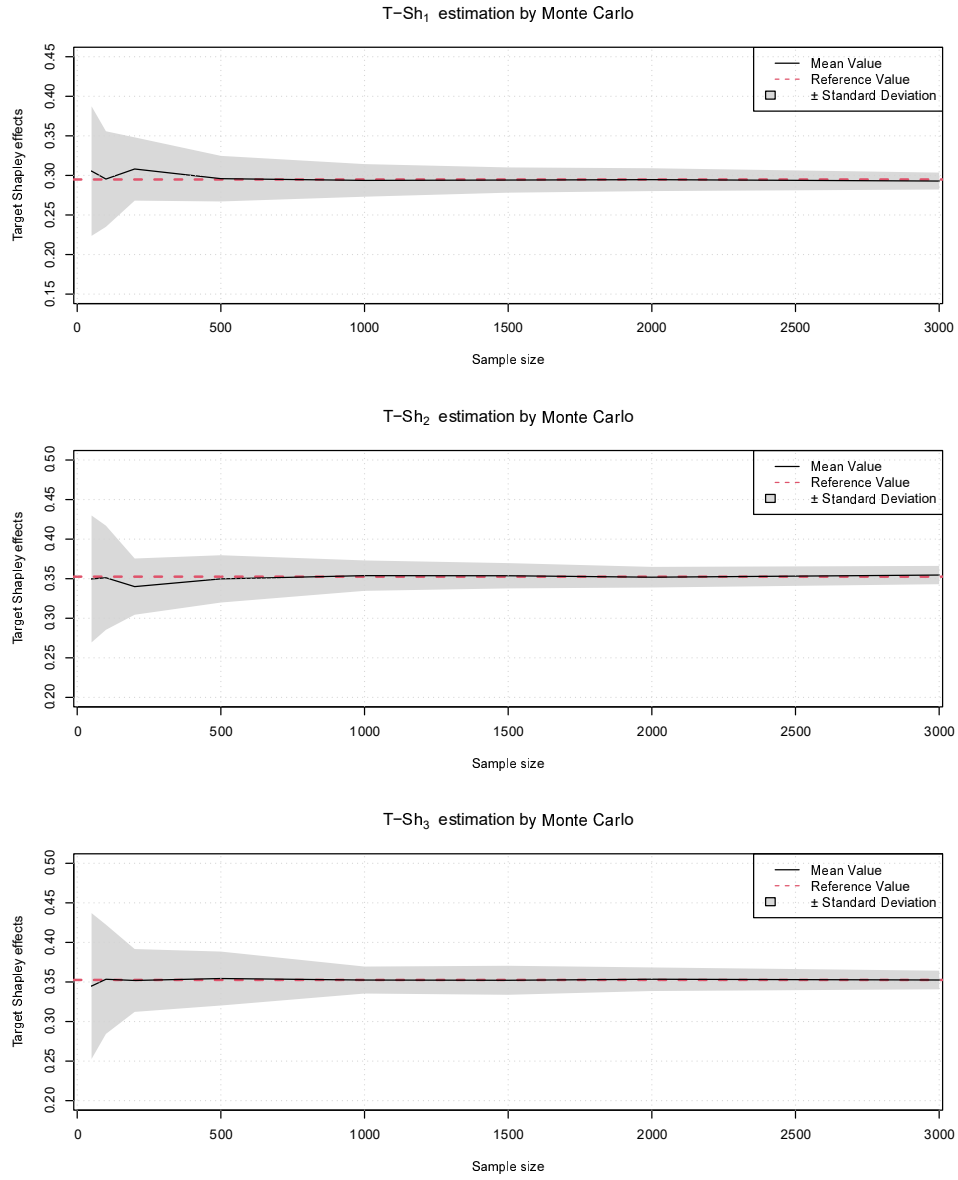 T−Sh1 estimation by Monte Carlo
Target Shapley effects
0.45
0.40
0.35
0.30
0.25
0.20
0.15
Mean Value
Reference Value
± Standard Deviation
0 500 1000 1500 2000 2500 3000
Sample size
T−Sh2 estimation by Monte Carlo
Target Shapley effects
0.50
0.45
0.40
0.35
0.30
0.25
0.20
Mean Value
Reference Value
± Standard Deviation
0 500 1000 1500 2000 2500 3000
Sample size
T−Sh3 estimation by Monte Carlo
Target Shapley effects
0.50
0.45
0.40
0.35
0.30
0.25
0.20
Mean Value
Reference Value
± Standard Deviation
0 500 1000 1500 2000 2500 3000
Sample size